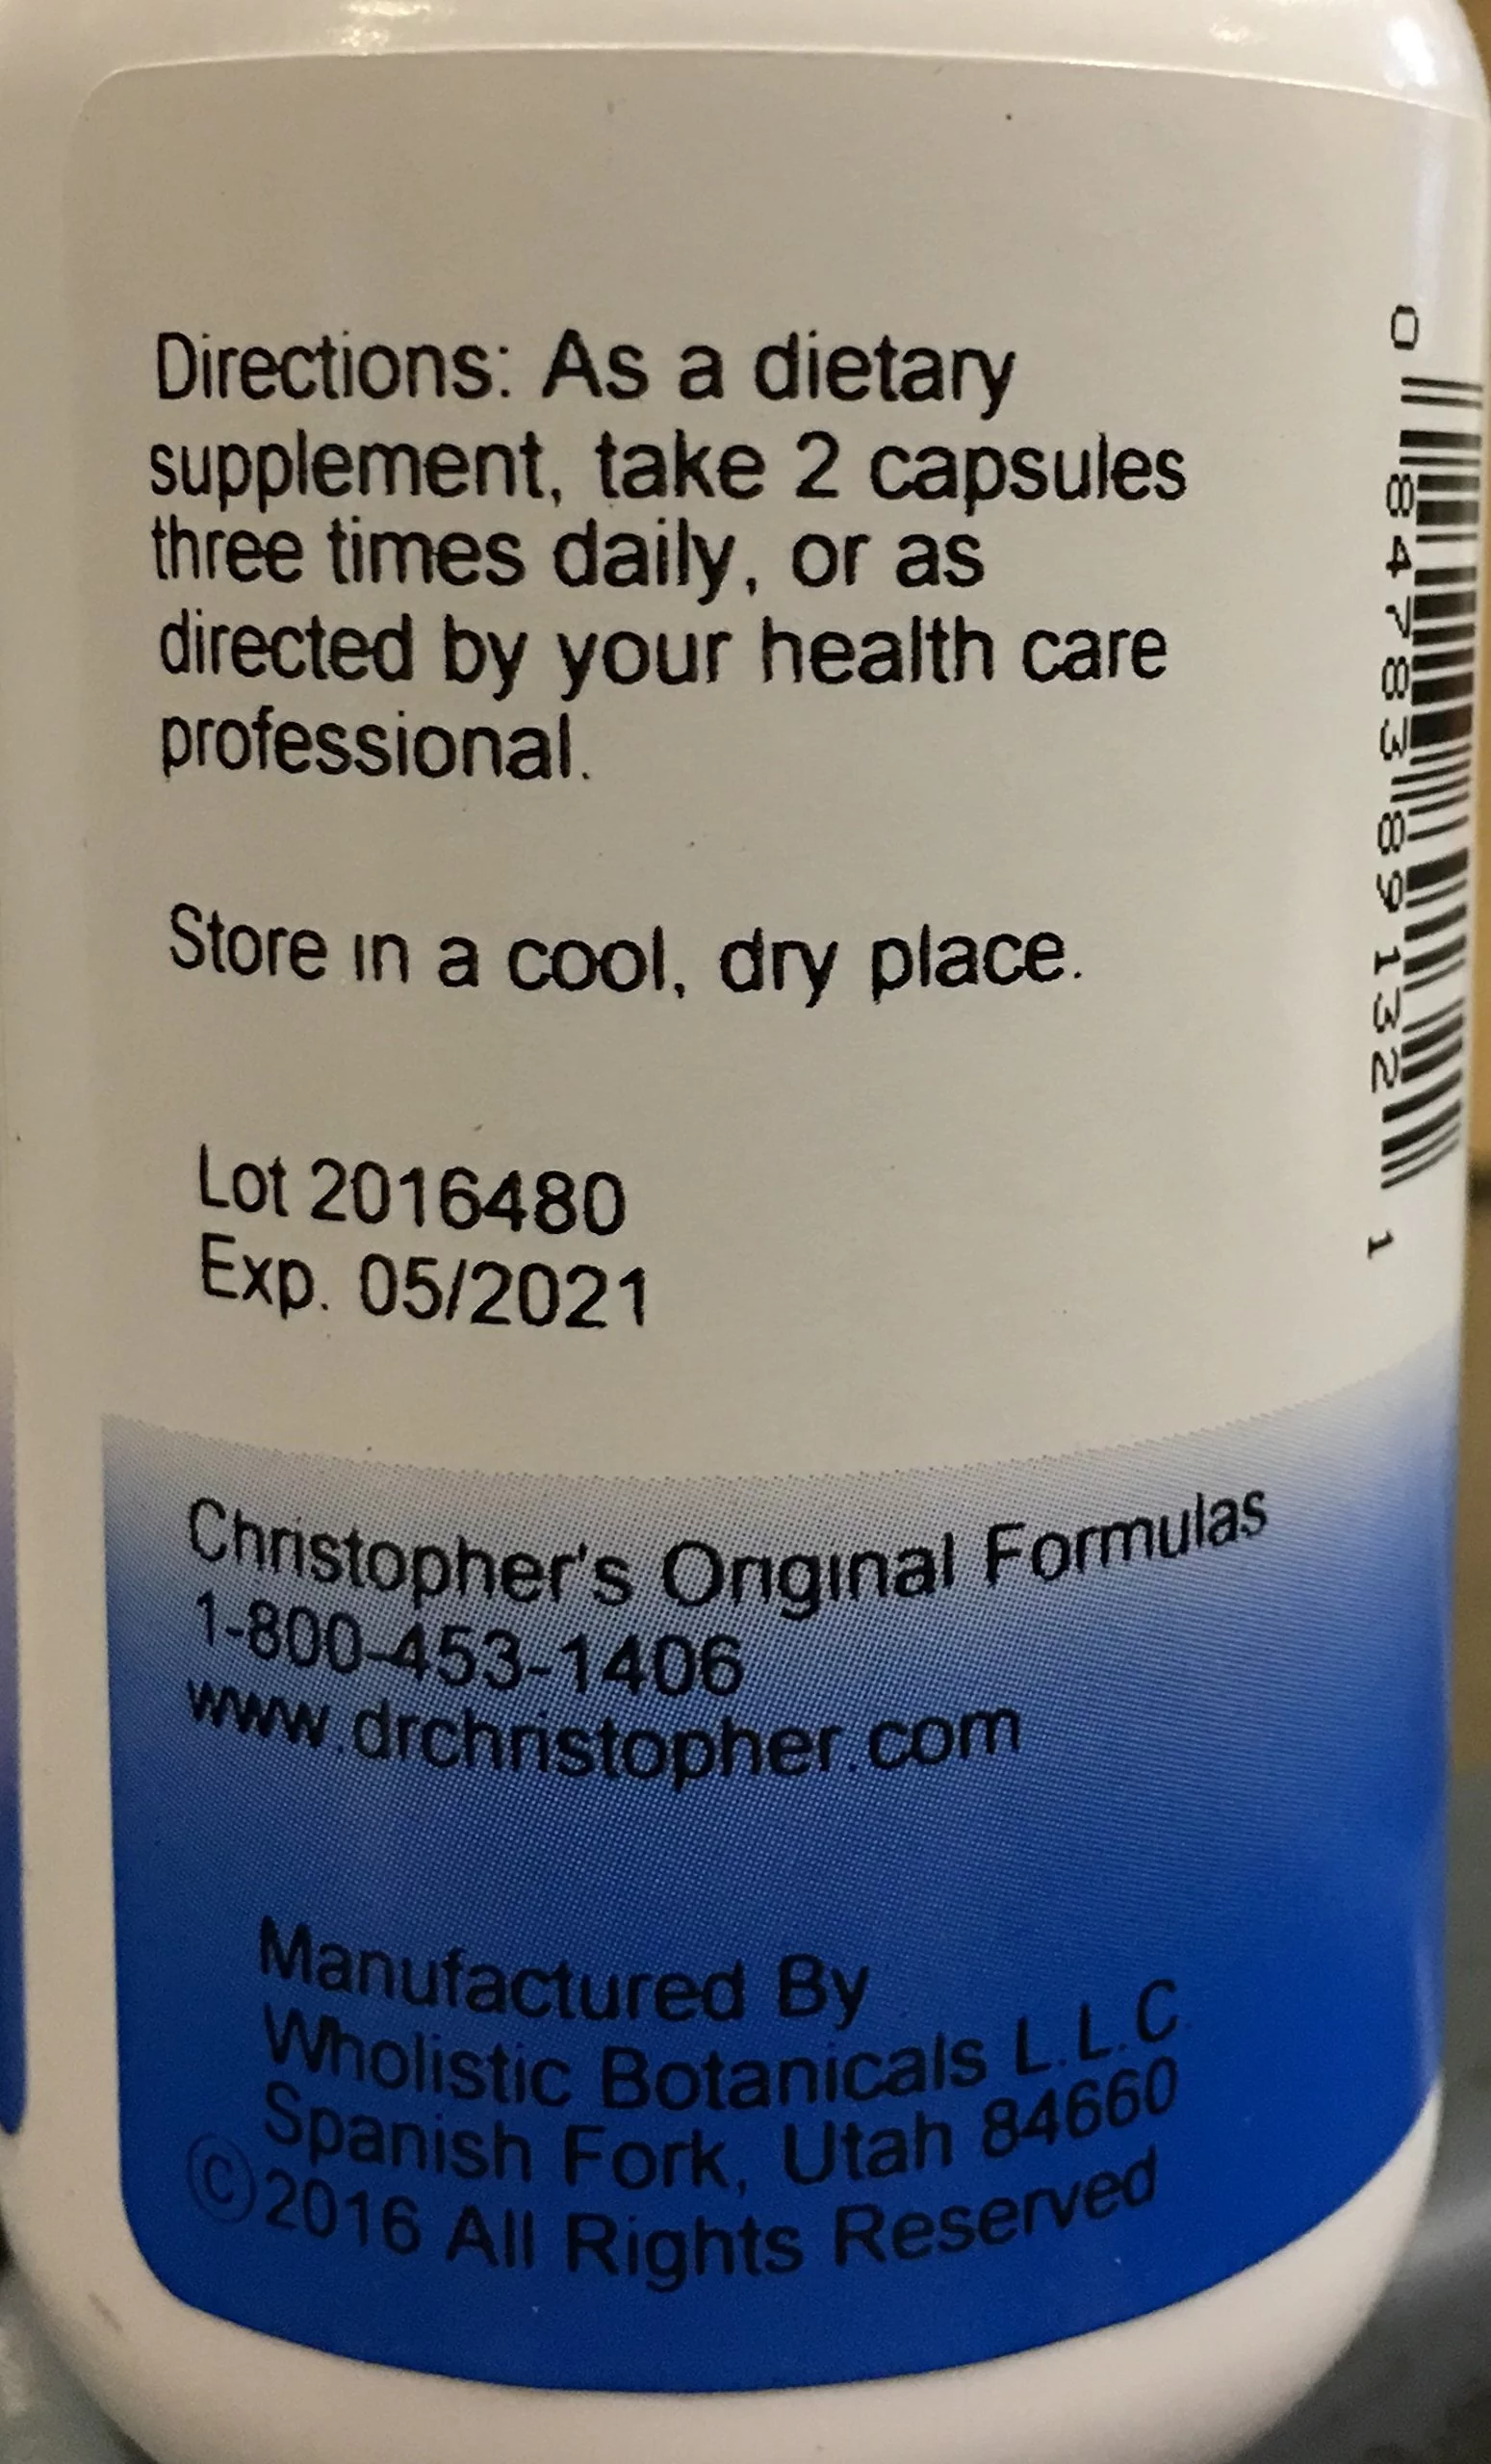 Directions: As a dietary
supplement, take 2 capsules
three times daily, or as
directed by your health care
professional.
Store in a cool, dry place.
Lot 2016480
Exp. 05/2021
Christopher's Original Formulas
1-800-453-1406
www.drchristopher.com
Manufactured By
Wholistic Botanicals L.L.C.
Spanish Fork, Utah 84660
©2016 All Rights Reserved
0 84783 89132 1